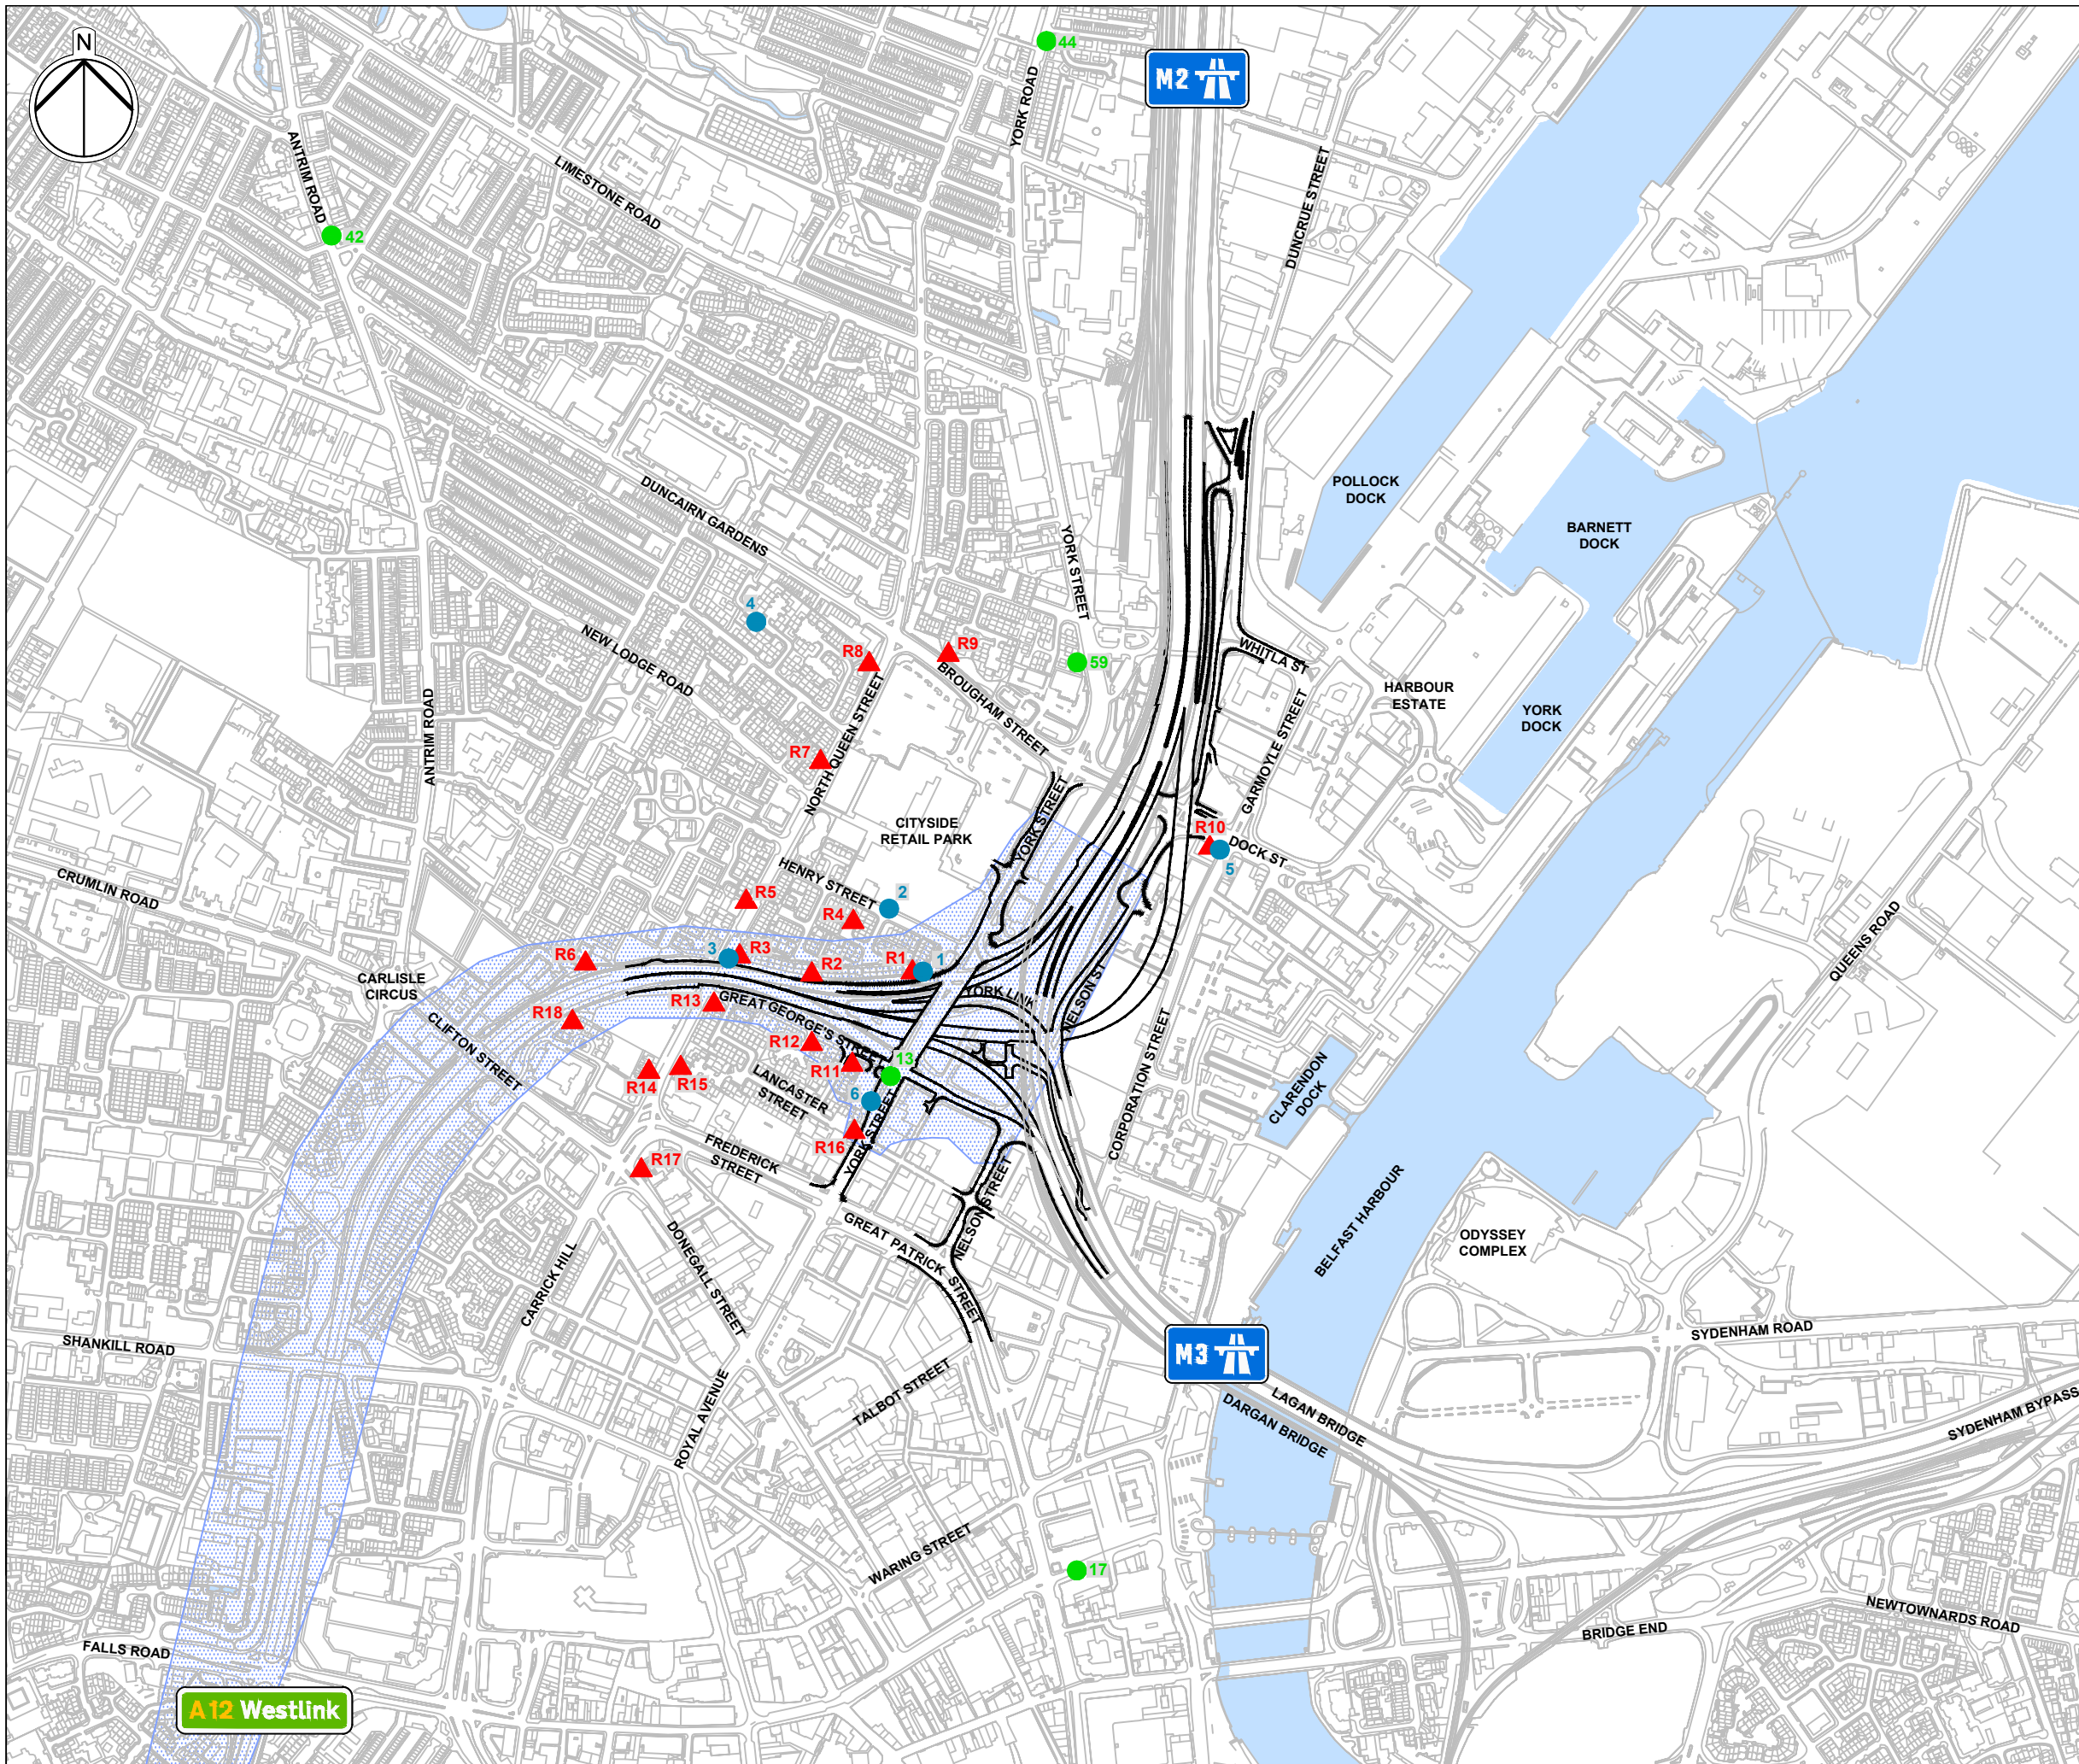 N
44
M2
YORK ROAD
ANTRIM ROAD
LIMESTONE ROAD
DUNCRUE STREET
42
POLLOCK
DOCK
DUNCAIRN GARDENS
BARNETT
DOCK
YORK STREET
4
NEW LODGE ROAD
R8
R9
59
WHITLA ST
BROUGHAM STREET
HARBOUR
ESTATE
ANTRIM ROAD
NORTH QUEEN STREET
YORK
DOCK
R7
GARMOYLE STREET
CITYSIDE
RETAIL PARK
YORK STREET
R10
DOCK ST
5
HENRY STREET
CRUMLIN ROAD
R5
2
R4
QUEENS ROAD
3
R3
R6
R2
R1
1
CARLISLE
CIRCUS
R13
GREAT GEORGE'S STREET
YORK LINK
NELSON ST
R18
CLIFTON STREET
R12
13
R11
R14
R15
LANCASTER
STREET
6
CLARENDON
DOCK
CORPORATION STREET
R16
YORK STREET
FREDERICK
STREET
R17
NELSON STREET
BELFAST HARBOUR
ODYSSEY
COMPLEX
GREAT PATRICK STREET
DONEGALL STREET
CARRICK HILL
SHANKILL ROAD
SYDENHAM ROAD
M3
TALBOT STREET
ROYAL AVENUE
LAGAN BRIDGE
DARGAN BRIDGE
SYDENHAM BYPASS
WARING STREET
17
NEWTOWNARDS ROAD
BRIDGE END
FALLS ROAD
A12 Westlink